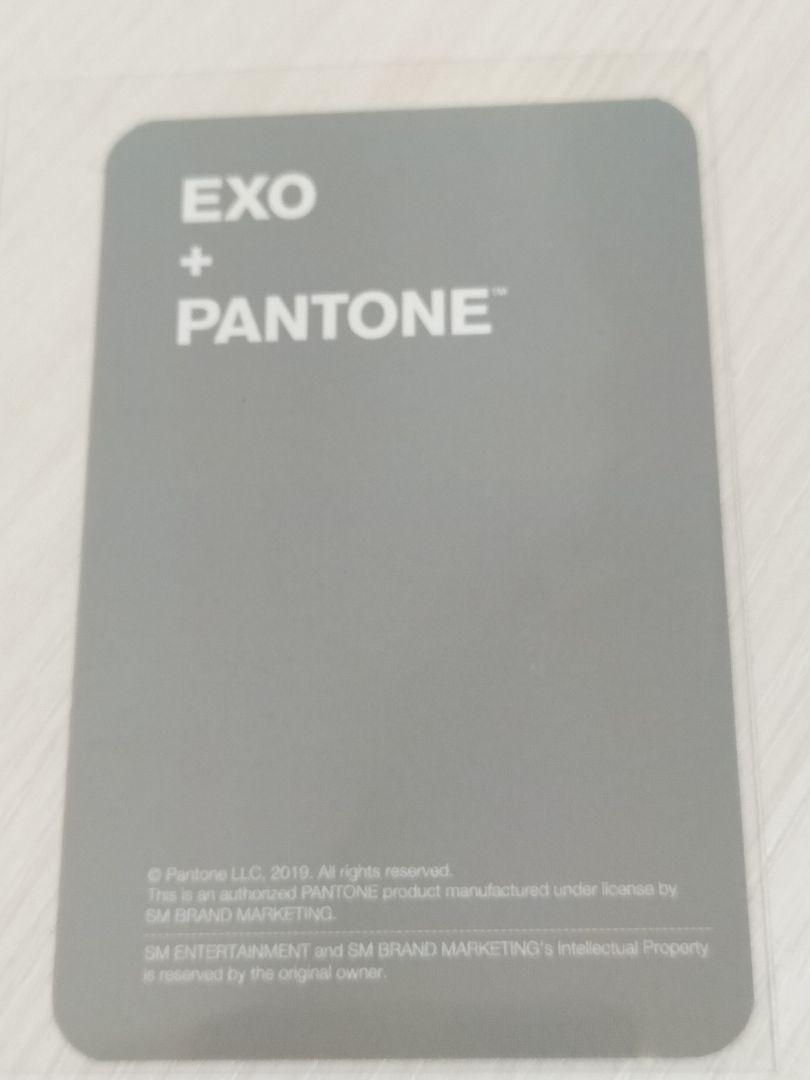 EXO
+
PANTONE™
© Pantone LLC, 2019. All rights reserved.
This is an authorized PANTONE product manufactured under license by
SM BRAND MARKETING.
SM ENTERTAINMENT and SM BRAND MARKETING's Intellectual Property
is reserved by the original owner.